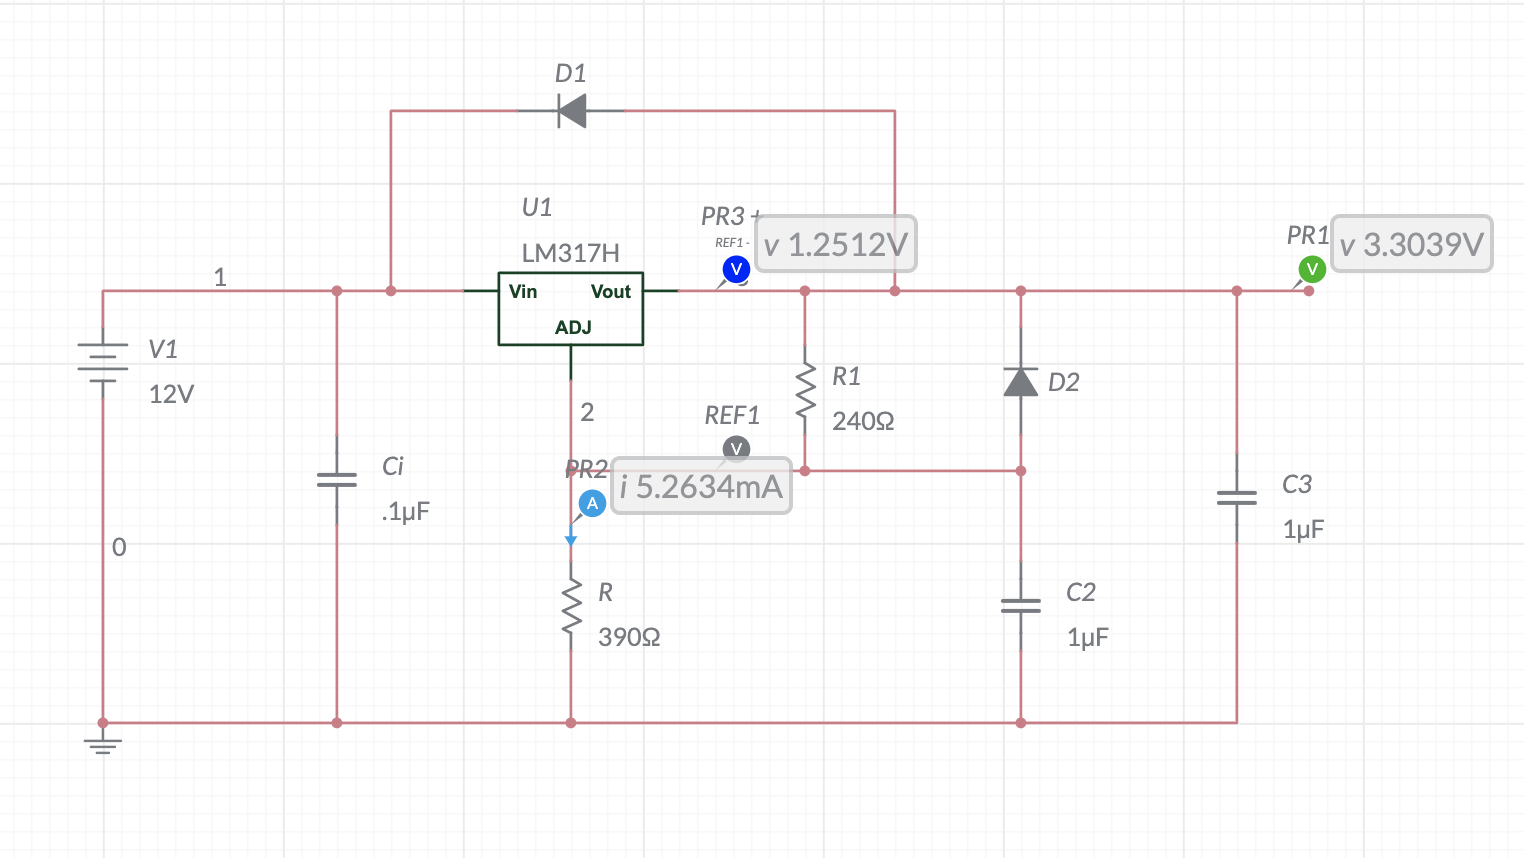 D1
U1
LM317H
PR3 +
REF1 -
v 1.2512V
PR1
v 3.3039V
V
V
1
Vin
Vout
ADJ
V1
12V
R1
240Ω
D2
2
REF1
V
Ci
.1µF
PR2
i 5.2634mA
A
C3
1µF
0
R
390Ω
C2
1µF